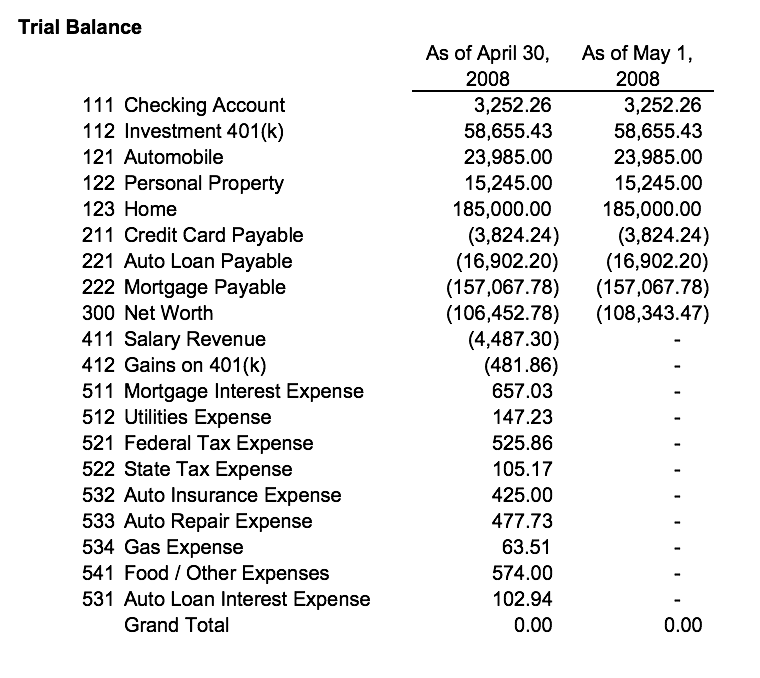 Trial Balance
As of April 30, As of May 1,
2008 2008
111 Checking Account 3,252.26 3,252.26
112 Investment 401(k) 58,655.43 58,655.43
121 Automobile 23,985.00 23,985.00
122 Personal Property 15,245.00 15,245.00
123 Home 185,000.00 185,000.00
211 Credit Card Payable (3,824.24) (3,824.24)
221 Auto Loan Payable (16,902.20) (16,902.20)
222 Mortgage Payable (157,067.78) (157,067.78)
300 Net Worth (106,452.78) (108,343.47)
411 Salary Revenue (4,487.30) -
412 Gains on 401(k) (481.86) -
511 Mortgage Interest Expense 657.03 -
512 Utilities Expense 147.23 -
521 Federal Tax Expense 525.86 -
522 State Tax Expense 105.17 -
532 Auto Insurance Expense 425.00 -
533 Auto Repair Expense 477.73 -
534 Gas Expense 63.51 -
541 Food / Other Expenses 574.00 -
531 Auto Loan Interest Expense 102.94 -
Grand Total 0.00 0.00